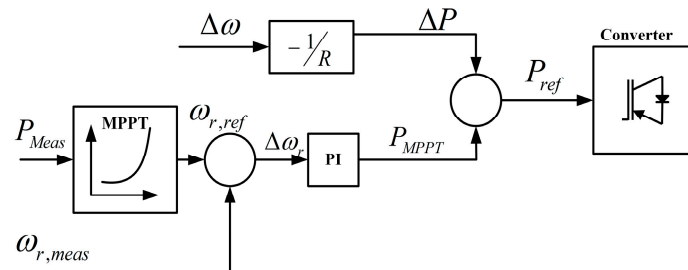 Δω
-1/R
ΔP
Converter
P_ref
P_Meas
MPPT
ω_r,ref
Δω_r
PI
P_MPPT
ω_r,meas